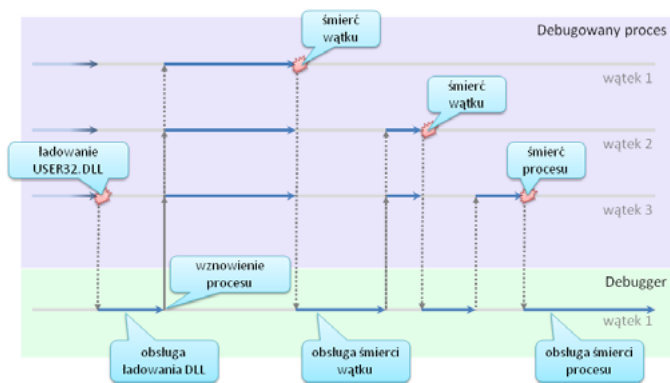 śmierć
wątku
Debugowany proces
wątek 1
śmierć
wątku
wątek 2
ładowanie
USER32.DLL
śmierć
procesu
wątek 3
wznowienie
procesu
Debugger
wątek 1
obsługa
ładowania DLL
obsługa śmierci
wątku
obsługa śmierci
procesu